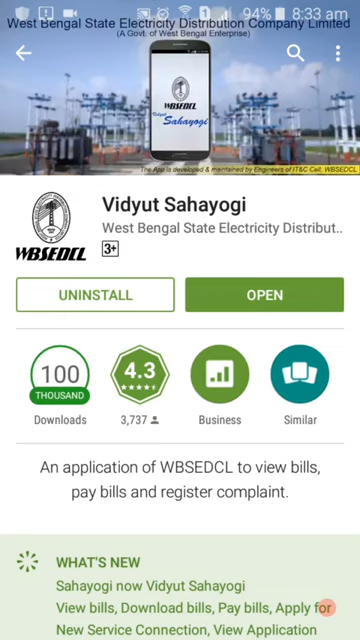 94% 8:33 am
West Bengal State Electricity Distribution Company Limited
(A Govt. of West Bengal Enterprise)
WBSEDCL
Vidyut
Sahayogi
The App is developed & maintained by Engineers of IT&C Cell, WBSEDCL
Vidyut Sahayogi
West Bengal State Electricity Distribut..
3+
WBSEDCL
UNINSTALL
OPEN
100
THOUSAND
4.3
Downloads
3,737
Business
Similar
An application of WBSEDCL to view bills,
pay bills and register complaint.
WHAT'S NEW
Sahayogi now Vidyut Sahayogi
View bills, Download bills, Pay bills, Apply for
New Service Connection, View Application